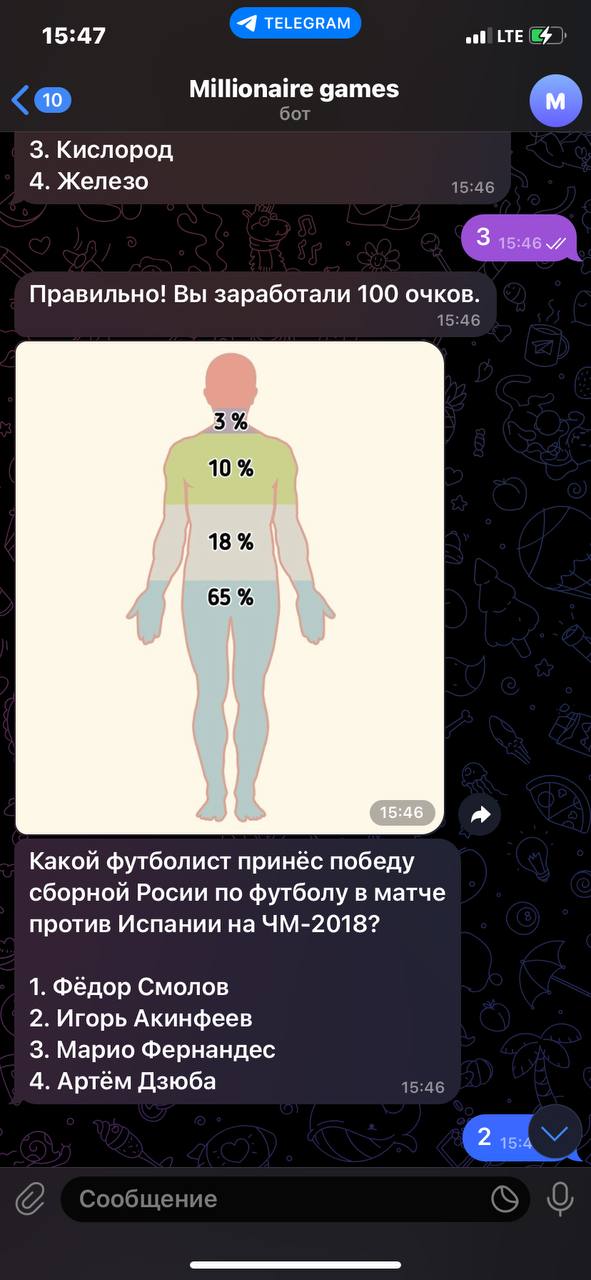 15:47
TELEGRAM
LTE
10
Millionaire games
бот
M
3. Кислород
4. Железо
15:46
3 15:46
Правильно! Вы заработали 100 очков.
15:46
3 %
10 %
18 %
65 %
15:46
Какой футболист принёс победу
сборной Росии по футболу в матче
против Испании на ЧМ-2018?
1. Фёдор Смолов
2. Игорь Акинфеев
3. Марио Фернандес
4. Артём Дзюба
15:46
2
Сообщение